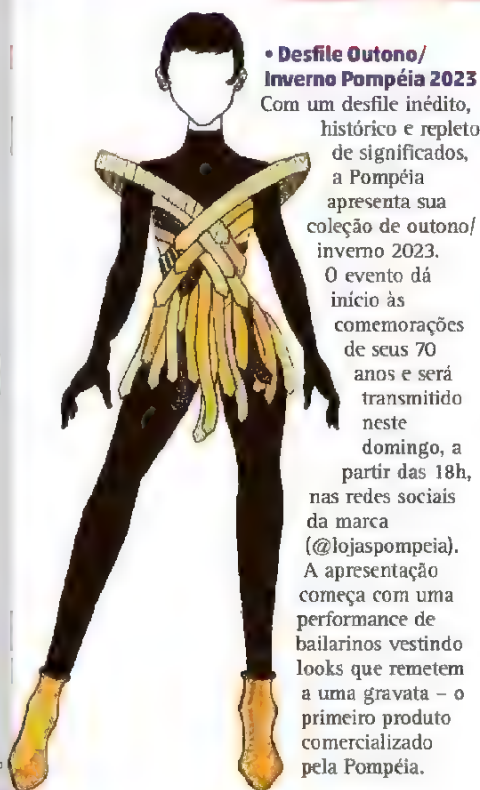 • Desfile Outono/
Inverno Pompéia 2023
Com um desfile inédito,
histórico e repleto
de significados,
a Pompéia
apresenta sua
coleção de outono/
inverno 2023.
O evento dá
início às
comemorações
de seus 70
anos e será
transmitido
neste
domingo, a
partir das 18h,
nas redes sociais
da marca
(@lojaspompeia).
A apresentação
começa com uma
performance de
bailarinos vestindo
looks que remetem
a uma gravata – o
primeiro produto
comercializado
pela Pompéia.